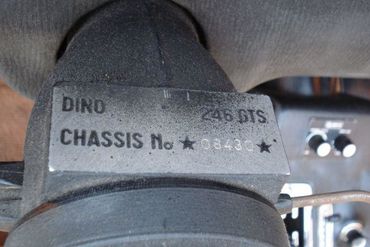 DINO 246 GTS
CHASSIS No ★ 08430 ★